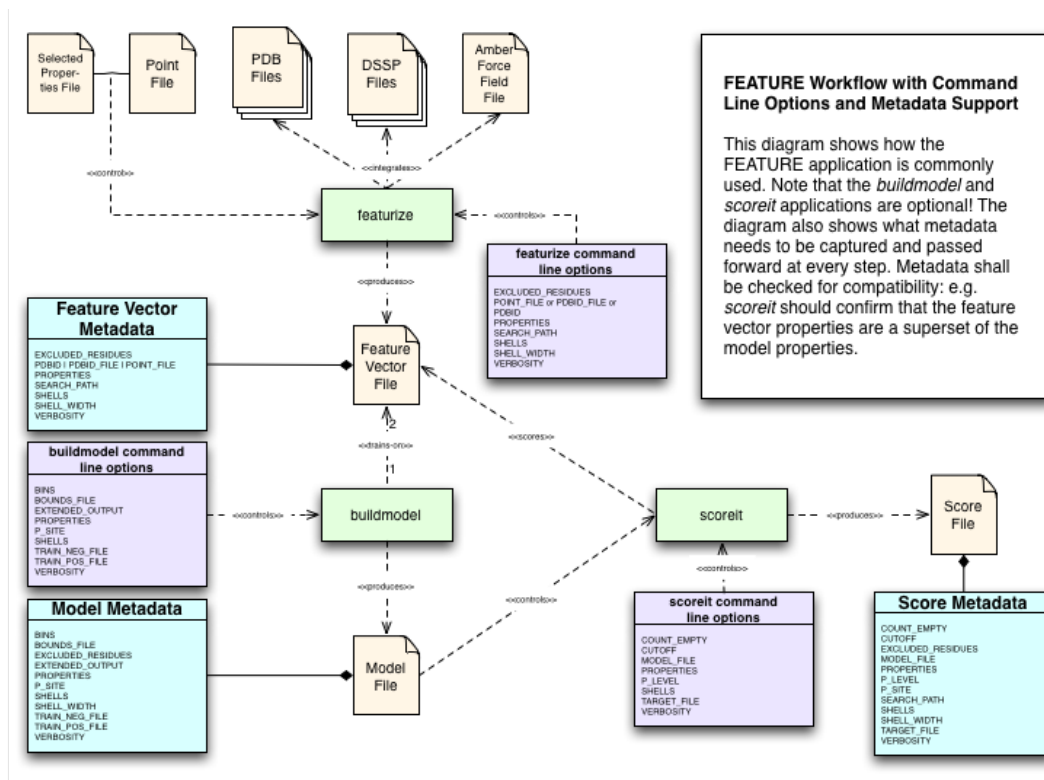 Selected
Proper-
ties File
Point
File
PDB
Files
DSSP
Files
Amber
Force
Field
File
<<control>>
<<integrates>>
featurize
<<controls>>
featurize command
line options
EXCLUDED_RESIDUES
POINT_FILE or PDBID_FILE or
PDBID
PROPERTIES
SEARCH_PATH
SHELLS
SHELL_WIDTH
VERBOSITY
FEATURE Workflow with Command
Line Options and Metadata Support
This diagram shows how the
FEATURE application is commonly
used. Note that the buildmodel and
scoreit applications are optional! The
diagram also shows what metadata
needs to be captured and passed
forward at every step. Metadata shall
be checked for compatibility: e.g.
scoreit should confirm that the feature
vector properties are a superset of the
model properties.
<<produces>>
Feature Vector
Metadata
EXCLUDED_RESIDUES
PDBID | PDBID_FILE | POINT_FILE
PROPERTIES
SEARCH_PATH
SHELLS
SHELL_WIDTH
VERBOSITY
Feature
Vector
File
2
<<trains-on>>
1
<<scores>>
buildmodel command
line options
BINS
BOUNDS_FILE
EXTENDED_OUTPUT
PROPERTIES
P_SITE
SHELLS
TRAIN_NEG_FILE
TRAIN_POS_FILE
VERBOSITY
<<controls>>
buildmodel
scoreit
<<produces>>
Score
File
<<produces>>
<<controls>>
<<controls>>
Model Metadata
BINS
BOUNDS_FILE
EXCLUDED_RESIDUES
EXTENDED_OUTPUT
PROPERTIES
P_SITE
SHELLS
SHELL_WIDTH
TRAIN_NEG_FILE
TRAIN_POS_FILE
VERBOSITY
Model
File
scoreit command
line options
COUNT_EMPTY
CUTOFF
MODEL_FILE
PROPERTIES
P_LEVEL
SHELLS
TARGET_FILE
VERBOSITY
Score Metadata
COUNT_EMPTY
CUTOFF
EXCLUDED_RESIDUES
MODEL_FILE
PROPERTIES
P_LEVEL
P_SITE
SEARCH_PATH
SHELLS
SHELL_WIDTH
TARGET_FILE
VERBOSITY